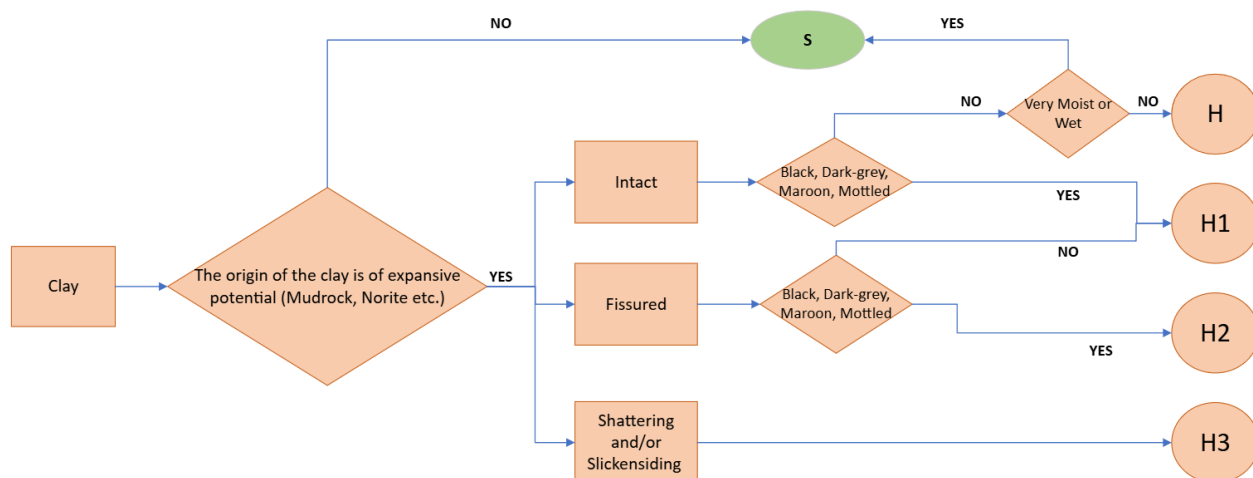 NO
S
YES
Very Moist or
Wet
NO
NO
H
Intact
Black, Dark-grey,
Maroon, Mottled
YES
H1
Clay
The origin of the clay is of expansive
potential (Mudrock, Norite etc.)
YES
NO
Fissured
Black, Dark-grey,
Maroon, Mottled
YES
H2
Shattering
and/or
Slickensiding
H3